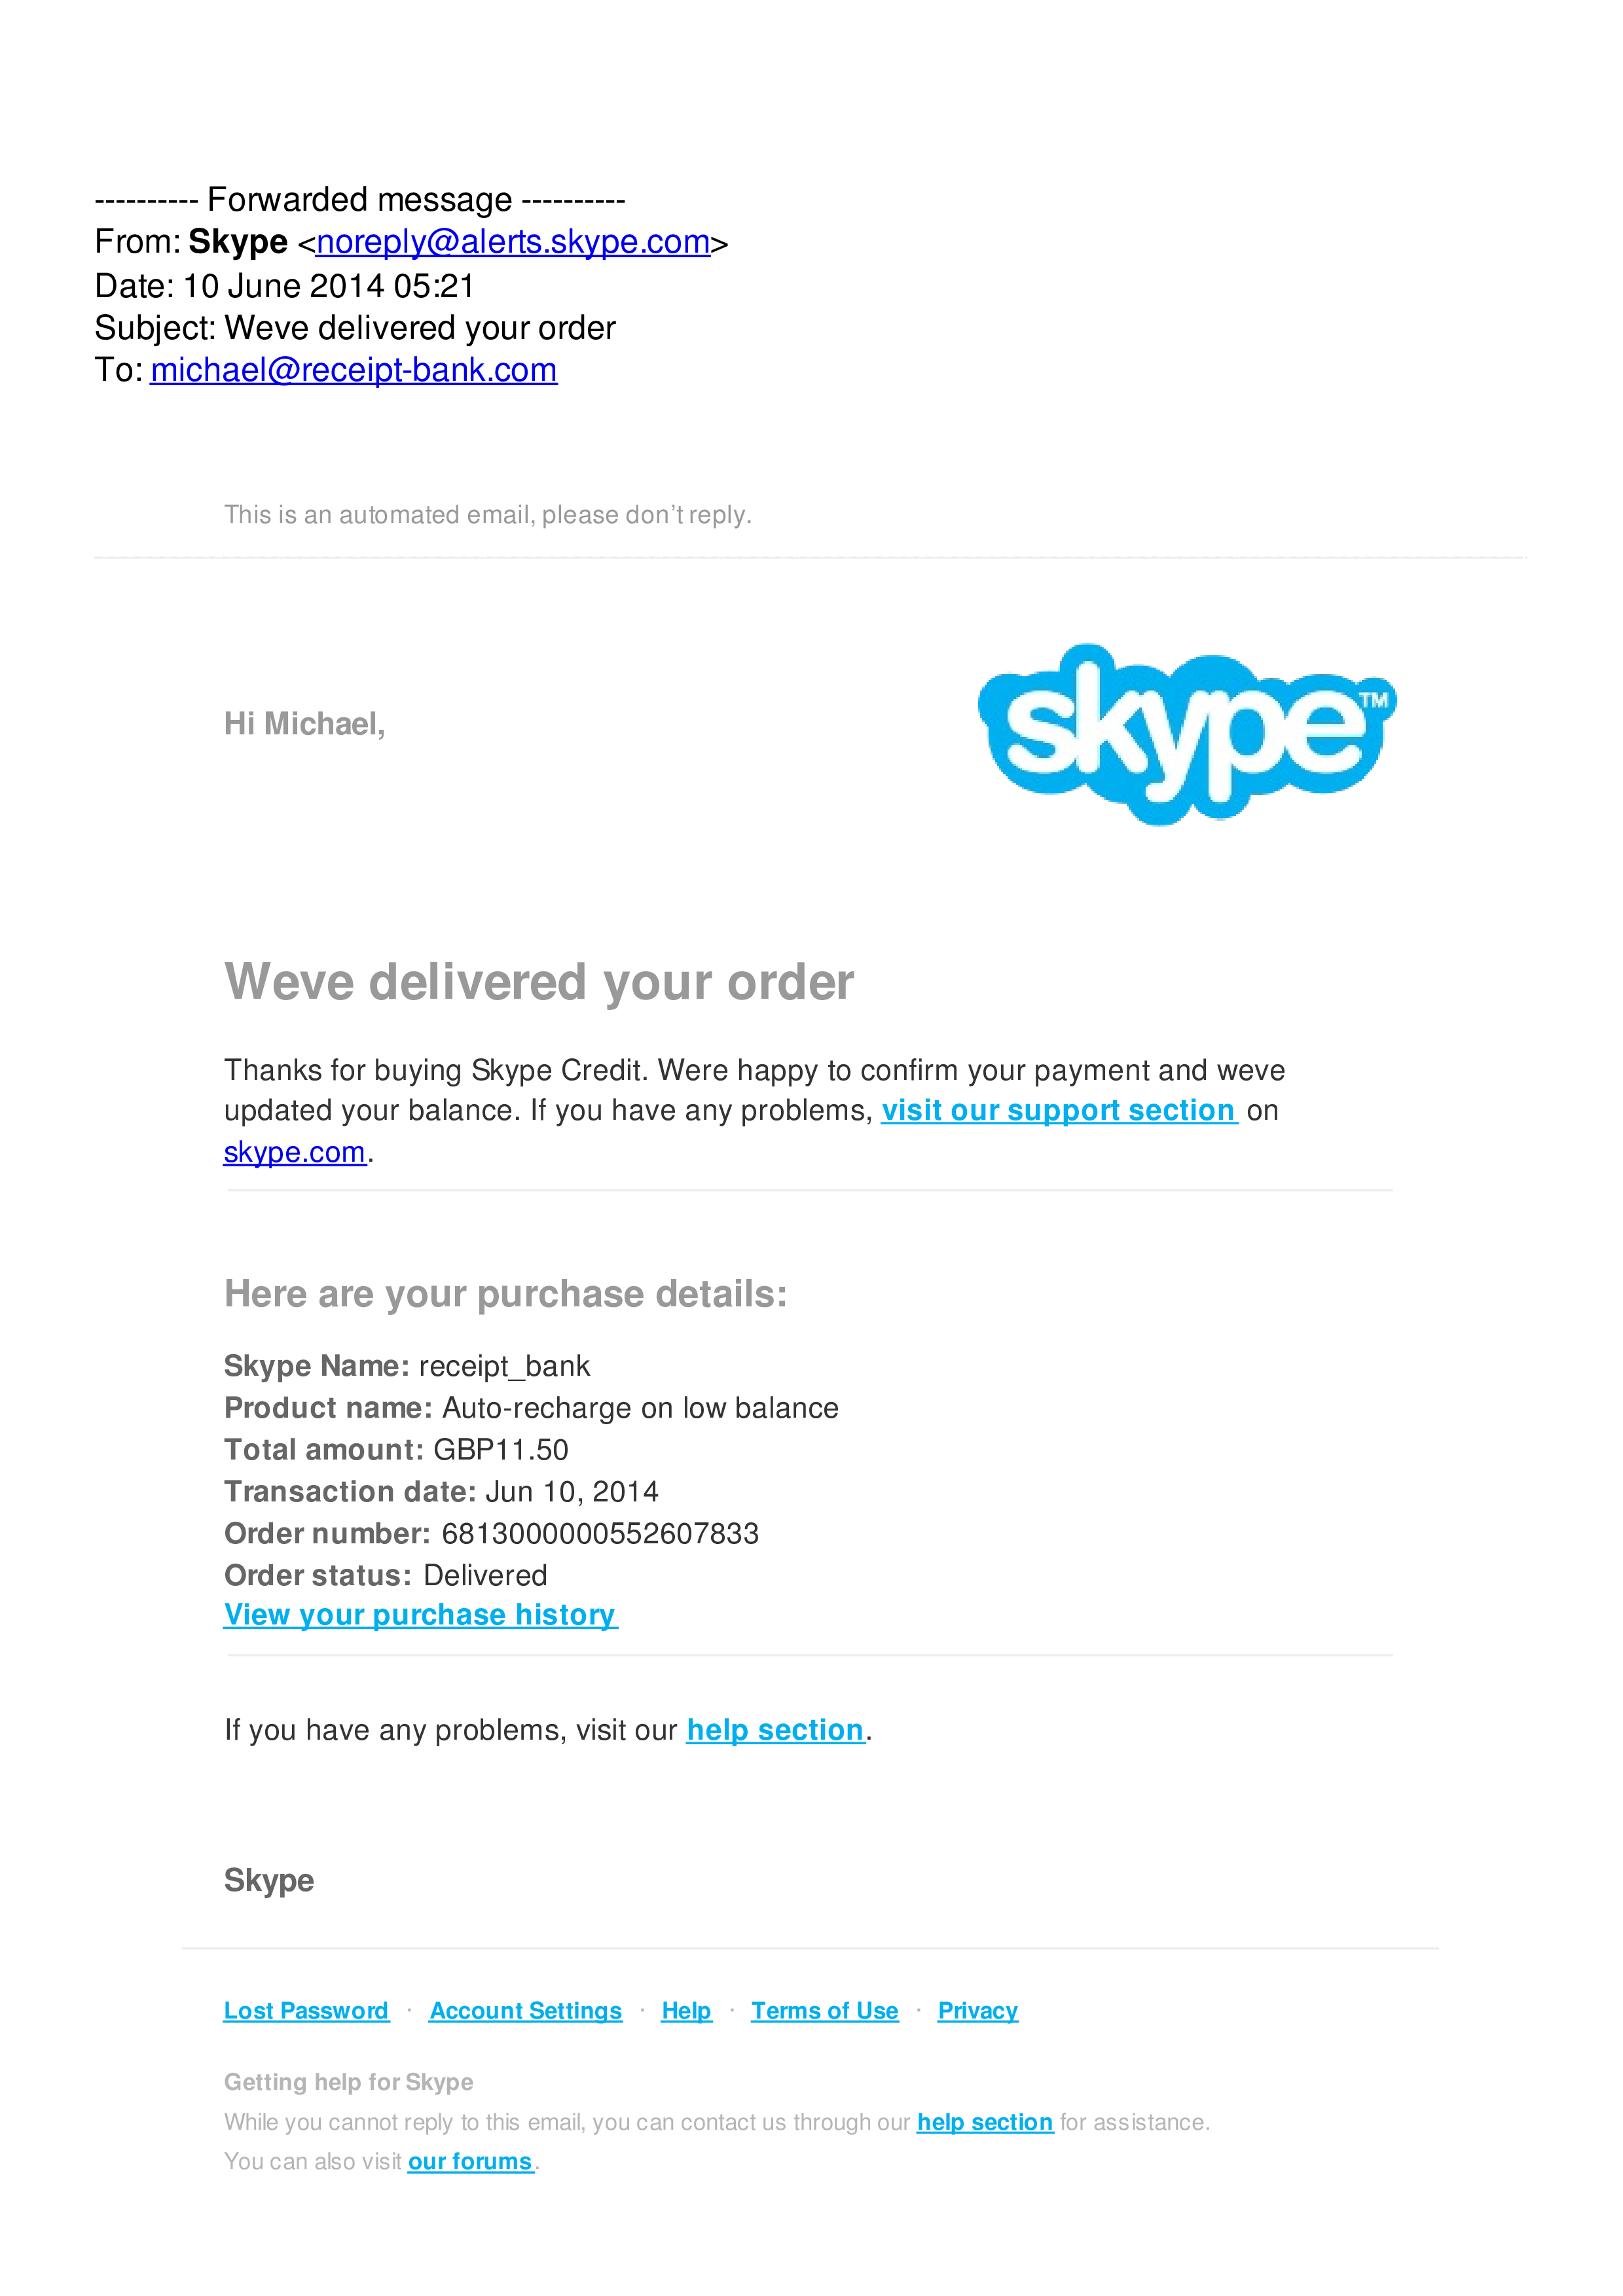 ---------- Forwarded message ----------
From: Skype <noreply@alerts.skype.com>
Date: 10 June 2014 05:21
Subject: Weve delivered your order
To: michael@receipt-bank.com
This is an automated email, please don’t reply.
Hi Michael,
skype™
Weve delivered your order
Thanks for buying Skype Credit. Were happy to confirm your payment and weve
updated your balance. If you have any problems, visit our support section on
skype.com.
Here are your purchase details:
Skype Name: receipt_bank
Product name: Auto-recharge on low balance
Total amount: GBP11.50
Transaction date: Jun 10, 2014
Order number: 6813000000552607833
Order status: Delivered
View your purchase history
If you have any problems, visit our help section.
Skype
Lost Password · Account Settings · Help · Terms of Use · Privacy
Getting help for Skype
While you cannot reply to this email, you can contact us through our help section for assistance.
You can also visit our forums.